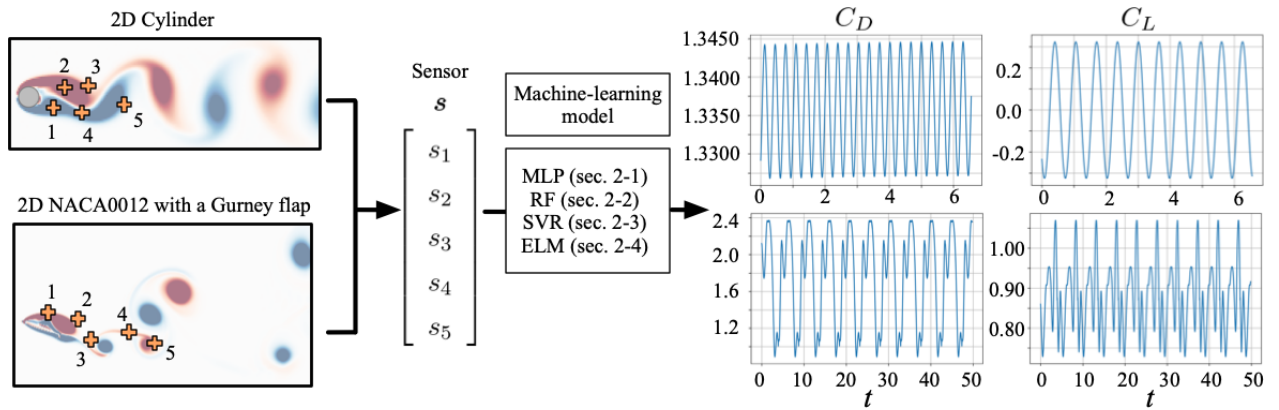 2D Cylinder
1
2
3
4
5
2D NACA0012 with a Gurney flap
1
2
3
4
5
Sensor
s
s1
s2
s3
s4
s5
Machine-learning
model
MLP (sec. 2-1)
RF (sec. 2-2)
SVR (sec. 2-3)
ELM (sec. 2-4)
C_D
1.3450
1.3400
1.3350
1.3300
0 2 4 6
C_L
0.2
0.0
-0.2
0 2 4 6
2.4
2.0
1.6
1.2
0 10 20 30 40 50
t
1.00
0.90
0.80
0 10 20 30 40 50
t